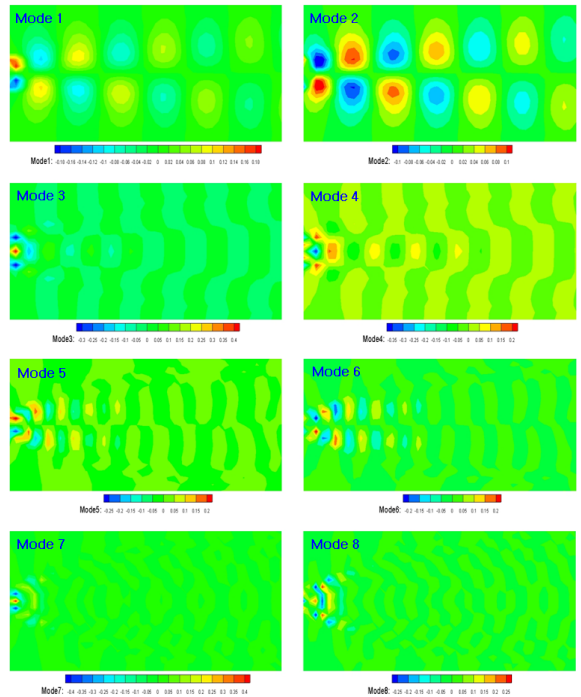 Mode 1
Mode 2
Mode1: -0.18 -0.16 -0.14 -0.12 -0.1 -0.08 -0.06 -0.04 -0.02 0 0.02 0.04 0.06 0.08 0.1 0.12 0.14 0.16 0.18
Mode2: -0.1 -0.08 -0.06 -0.04 -0.02 0 0.02 0.04 0.06 0.08 0.1
Mode 3
Mode 4
Mode3: -0.3 -0.25 -0.2 -0.15 -0.1 -0.05 0 0.05 0.1 0.15 0.2 0.25 0.3 0.35 0.4
Mode4: -0.35 -0.3 -0.25 -0.2 -0.15 -0.1 -0.05 0 0.05 0.1 0.15 0.2
Mode 5
Mode 6
Mode5: -0.25 -0.2 -0.15 -0.1 -0.05 0 0.05 0.1 0.15 0.2
Mode6: -0.2 -0.15 -0.1 -0.05 0 0.05 0.1 0.15 0.2
Mode 7
Mode 8
Mode7: -0.4 -0.35 -0.3 -0.25 -0.2 -0.15 -0.1 -0.05 0 0.05 0.1 0.15 0.2 0.25 0.3 0.35 0.4
Mode8: -0.2 -0.15 -0.1 -0.05 0 0.05 0.1 0.15 0.2 0.25